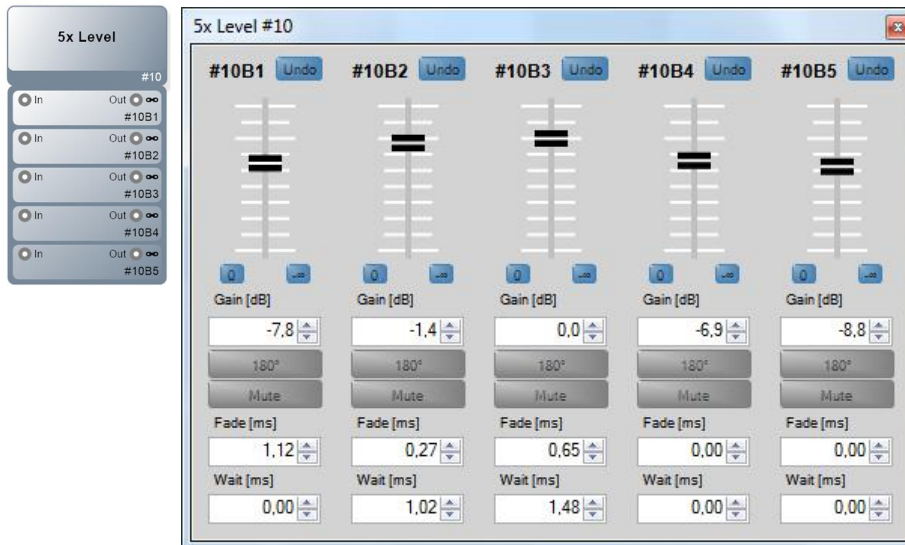 5x Level
#10
In Out
#10B1
In Out
#10B2
In Out
#10B3
In Out
#10B4
In Out
#10B5
5x Level #10
#10B1 Undo #10B2 Undo #10B3 Undo #10B4 Undo #10B5 Undo
0 -∞ 0 -∞ 0 -∞ 0 -∞ 0 -∞
Gain [dB] Gain [dB] Gain [dB] Gain [dB] Gain [dB]
-7,8 -1,4 0,0 -6,9 -8,8
180° 180° 180° 180° 180°
Mute Mute Mute Mute Mute
Fade [ms] Fade [ms] Fade [ms] Fade [ms] Fade [ms]
1,12 0,27 0,65 0,00 0,00
Wait [ms] Wait [ms] Wait [ms] Wait [ms] Wait [ms]
0,00 1,02 1,48 0,00 0,00